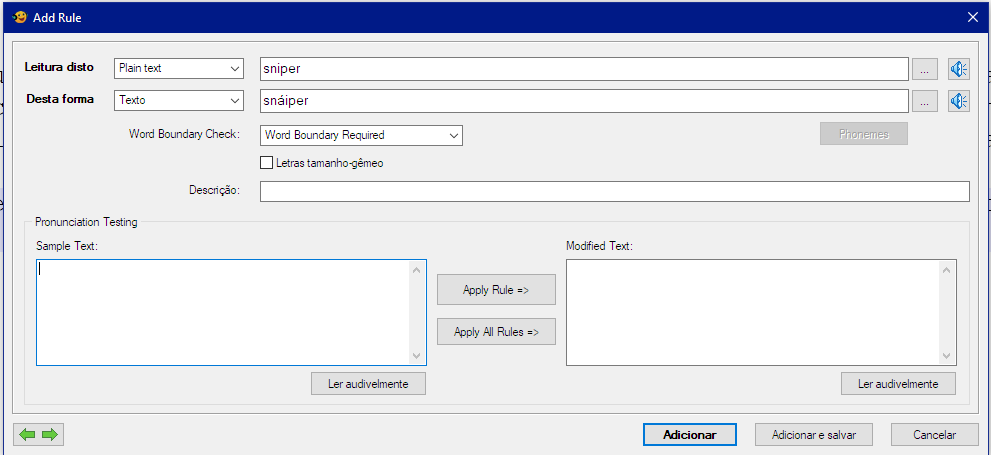 Add Rule
Leitura disto Plain text sniper ...
Desta forma Texto snáiper ...
Word Boundary Check: Word Boundary Required Phonemes
Letras tamanho-gêmeo
Descrição:
Pronunciation Testing
Sample Text: Modified Text:
Apply Rule =>
Apply All Rules =>
Ler audivelmente Ler audivelmente
Adicionar Adicionar e salvar Cancelar